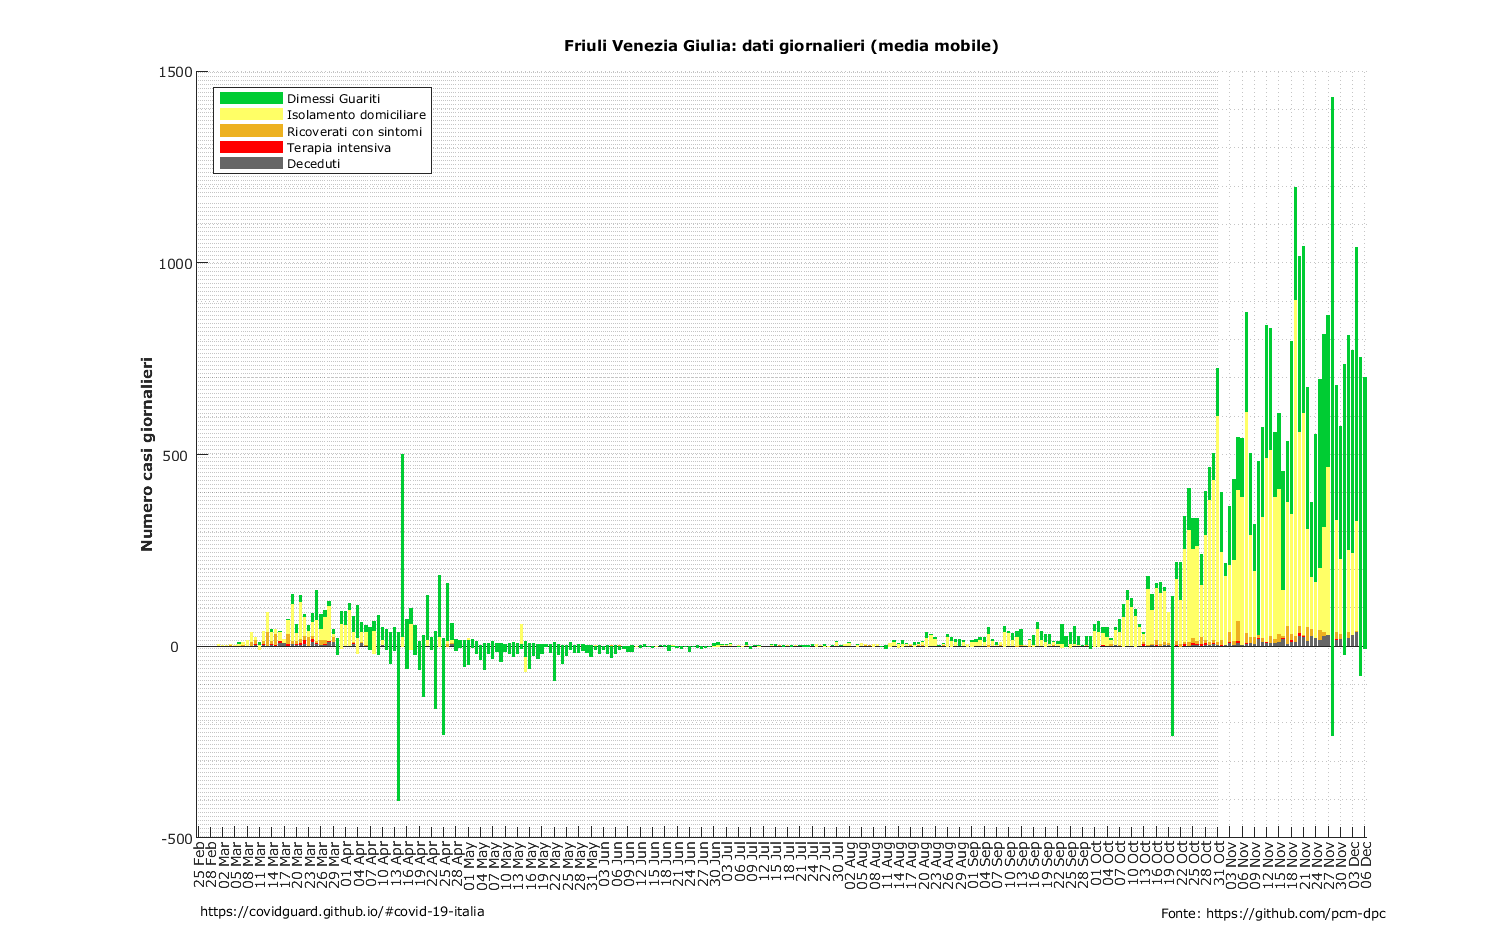 Friuli Venezia Giulia: dati giornalieri (media mobile)
1500
1000
500
0
-500
Numero casi giornalieri
Dimessi Guariti
Isolamento domiciliare
Ricoverati con sintomi
Terapia intensiva
Deceduti
25 Feb
28 Feb
02 Mar
05 Mar
08 Mar
11 Mar
14 Mar
17 Mar
20 Mar
23 Mar
26 Mar
29 Mar
01 Apr
04 Apr
07 Apr
10 Apr
13 Apr
16 Apr
19 Apr
22 Apr
25 Apr
28 Apr
01 May
04 May
07 May
10 May
13 May
16 May
19 May
22 May
25 May
28 May
31 May
03 Jun
06 Jun
09 Jun
12 Jun
15 Jun
18 Jun
21 Jun
24 Jun
27 Jun
30 Jun
03 Jul
06 Jul
09 Jul
12 Jul
15 Jul
18 Jul
21 Jul
24 Jul
27 Jul
30 Jul
02 Aug
05 Aug
08 Aug
11 Aug
14 Aug
17 Aug
20 Aug
23 Aug
26 Aug
29 Aug
01 Sep
04 Sep
07 Sep
10 Sep
13 Sep
16 Sep
19 Sep
22 Sep
25 Sep
28 Sep
01 Oct
04 Oct
07 Oct
10 Oct
13 Oct
16 Oct
19 Oct
22 Oct
25 Oct
28 Oct
31 Oct
03 Nov
06 Nov
09 Nov
12 Nov
15 Nov
18 Nov
21 Nov
24 Nov
27 Nov
30 Nov
03 Dec
06 Dec
https://covidguard.github.io/#covid-19-italia
Fonte: https://github.com/pcm-dpc